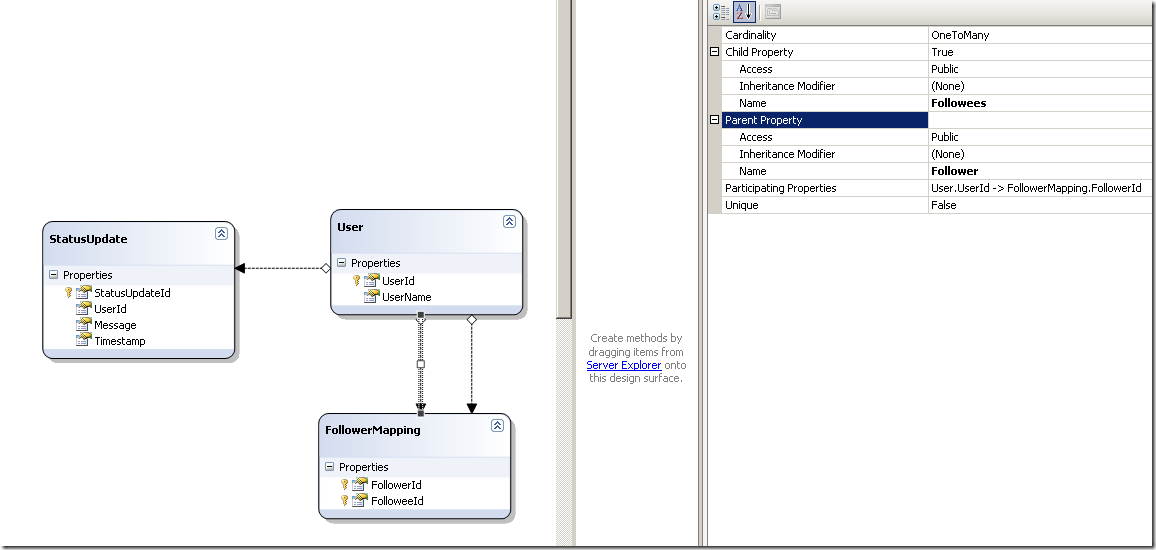 StatusUpdate
Properties
StatusUpdateId
UserId
Message
Timestamp
User
Properties
UserId
UserName
FollowerMapping
Properties
FollowerId
FolloweeId
Create methods by
dragging items from
Server Explorer onto
this design surface.
A
Z
Cardinality OneToMany
Child Property True
Access Public
Inheritance Modifier (None)
Name Followees
Parent Property
Access Public
Inheritance Modifier (None)
Name Follower
Participating Properties User.UserId -> FollowerMapping.FollowerId
Unique False